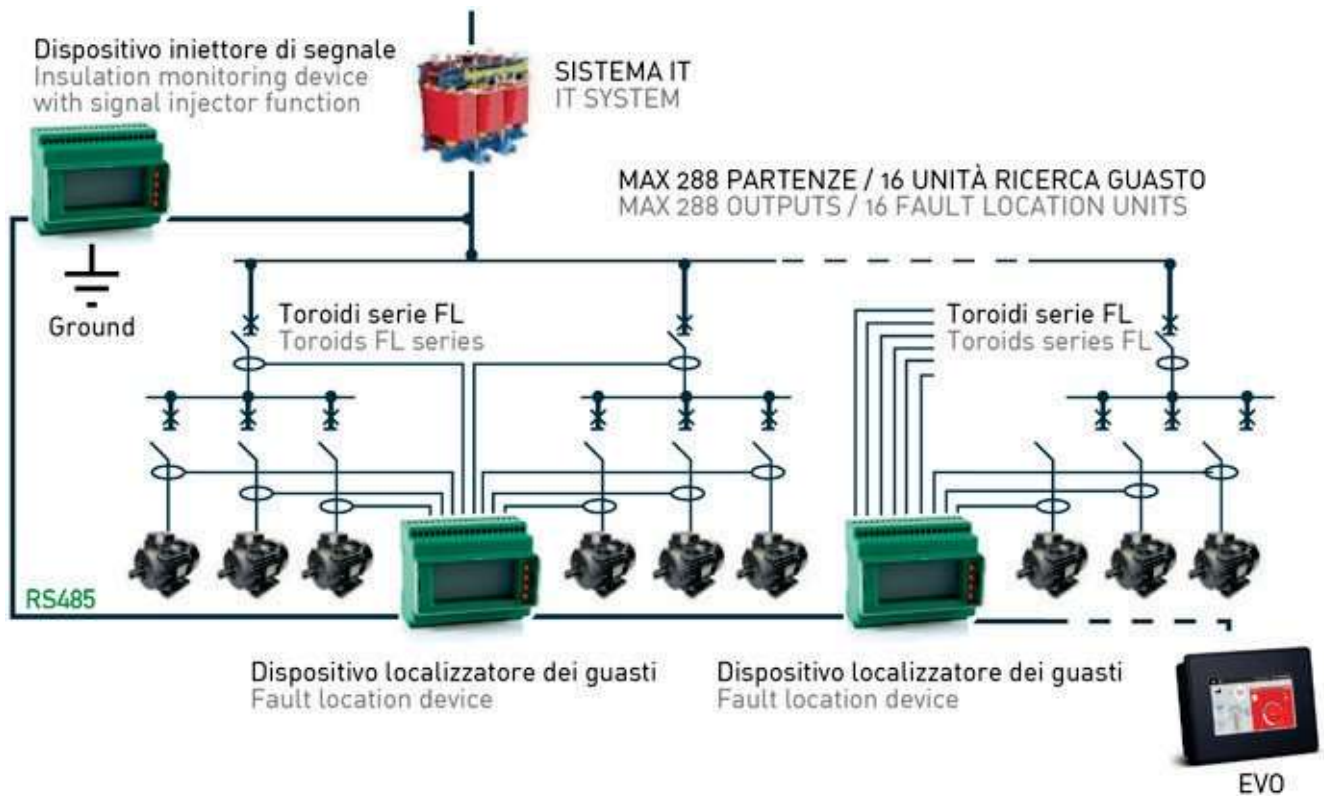 Dispositivo iniettore di segnale
Insulation monitoring device
with signal injector function
SISTEMA IT
IT SYSTEM
MAX 288 PARTENZE / 16 UNITÀ RICERCA GUASTO
MAX 288 OUTPUTS / 16 FAULT LOCATION UNITS
Ground
Toroidi serie FL
Toroids FL series
Toroidi serie FL
Toroids series FL
RS485
Dispositivo localizzatore dei guasti
Fault location device
Dispositivo localizzatore dei guasti
Fault location device
EVO